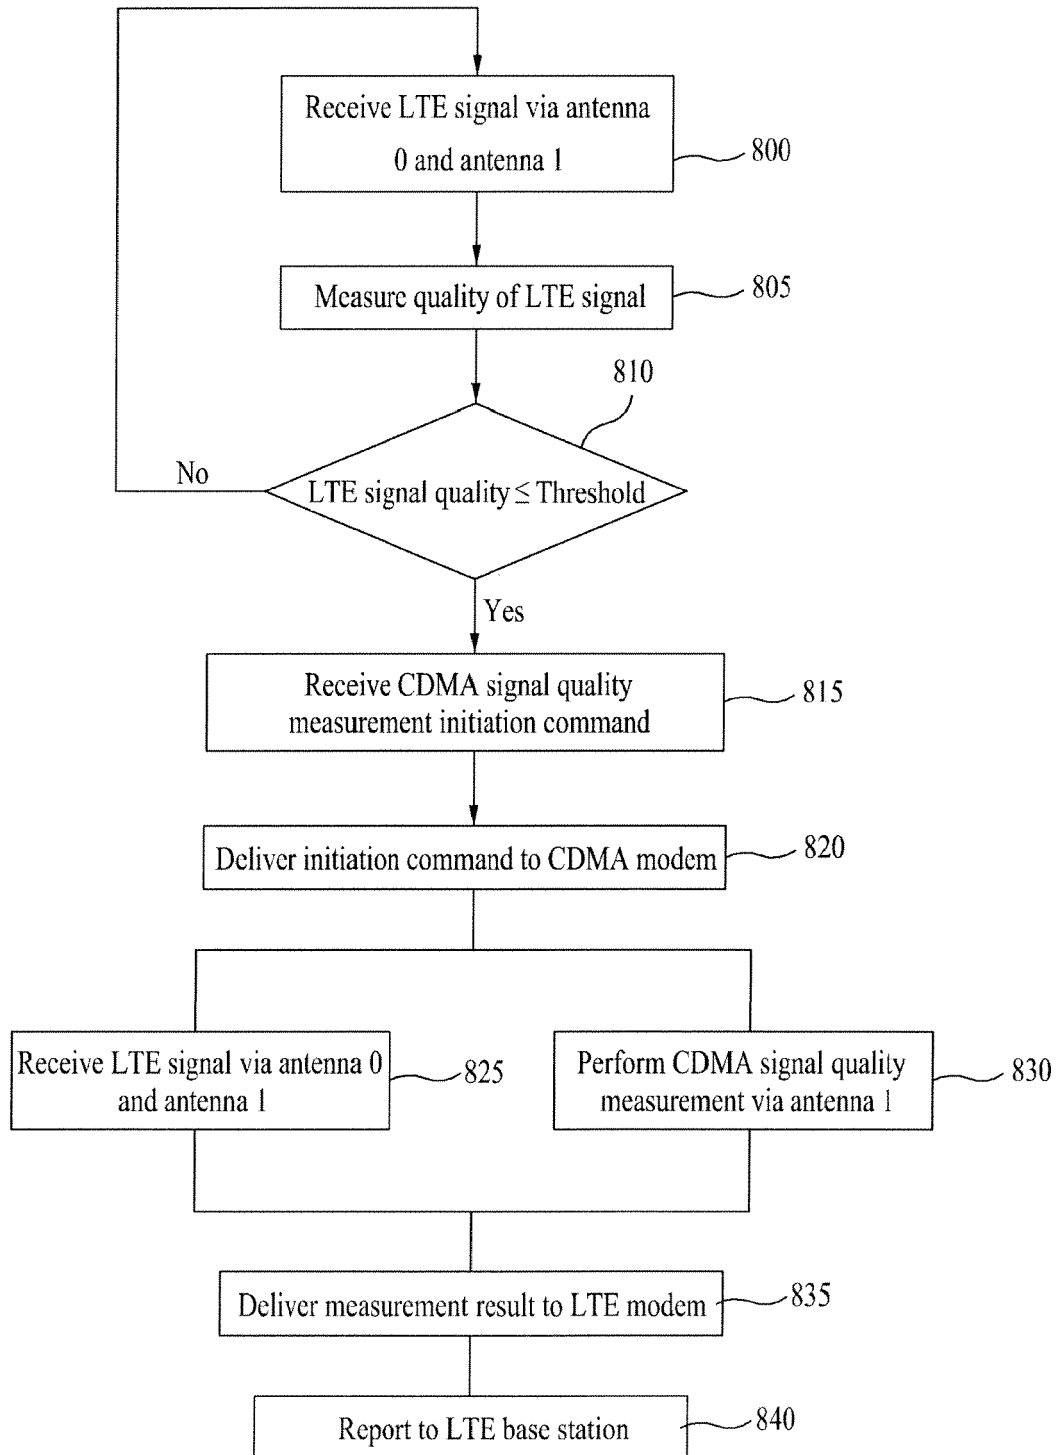 Receive LTE signal via antenna
0 and antenna 1
800
Measure quality of LTE signal
805
810
LTE signal quality ≦ Threshold
No
Yes
Receive CDMA signal quality
measurement initiation command
815
Deliver initiation command to CDMA modem
820
Receive LTE signal via antenna 0
and antenna 1
825
Perform CDMA signal quality
measurement via antenna 1
830
Deliver measurement result to LTE modem
835
Report to LTE base station
840